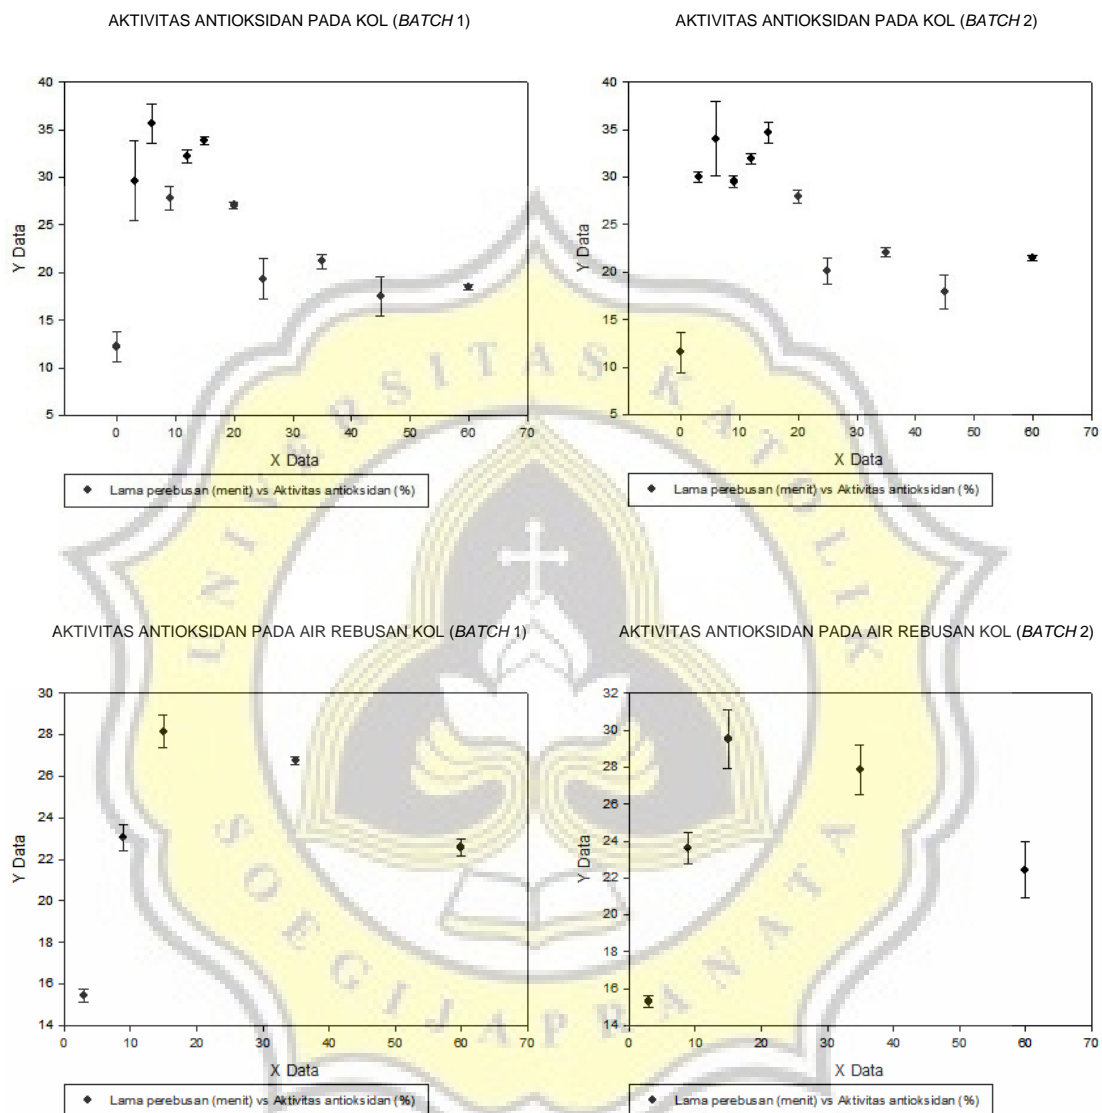 AKTIVITAS ANTIOKSIDAN PADA KOL (BATCH 1)
40
35
30
25
20
15
10
5
Y Data
0 10 20 30 40 50 60 70
X Data
Lama perebusan (menit) vs Aktivitas antioksidan (%)
AKTIVITAS ANTIOKSIDAN PADA KOL (BATCH 2)
40
35
30
25
20
15
10
5
Y Data
0 10 20 30 40 50 60 70
X Data
Lama perebusan (menit) vs Aktivitas antioksidan (%)
AKTIVITAS ANTIOKSIDAN PADA AIR REBUSAN KOL (BATCH 1)
30
28
26
24
22
20
18
16
14
Y Data
0 10 20 30 40 50 60 70
X Data
Lama perebusan (menit) vs Aktivitas antioksidan (%)
AKTIVITAS ANTIOKSIDAN PADA AIR REBUSAN KOL (BATCH 2)
32
30
28
26
24
22
20
18
16
14
Y Data
0 10 20 30 40 50 60 70
X Data
Lama perebusan (menit) vs Aktivitas antioksidan (%)
UNIVERSITAS KATOLIK
SOEGIJAPRANATA